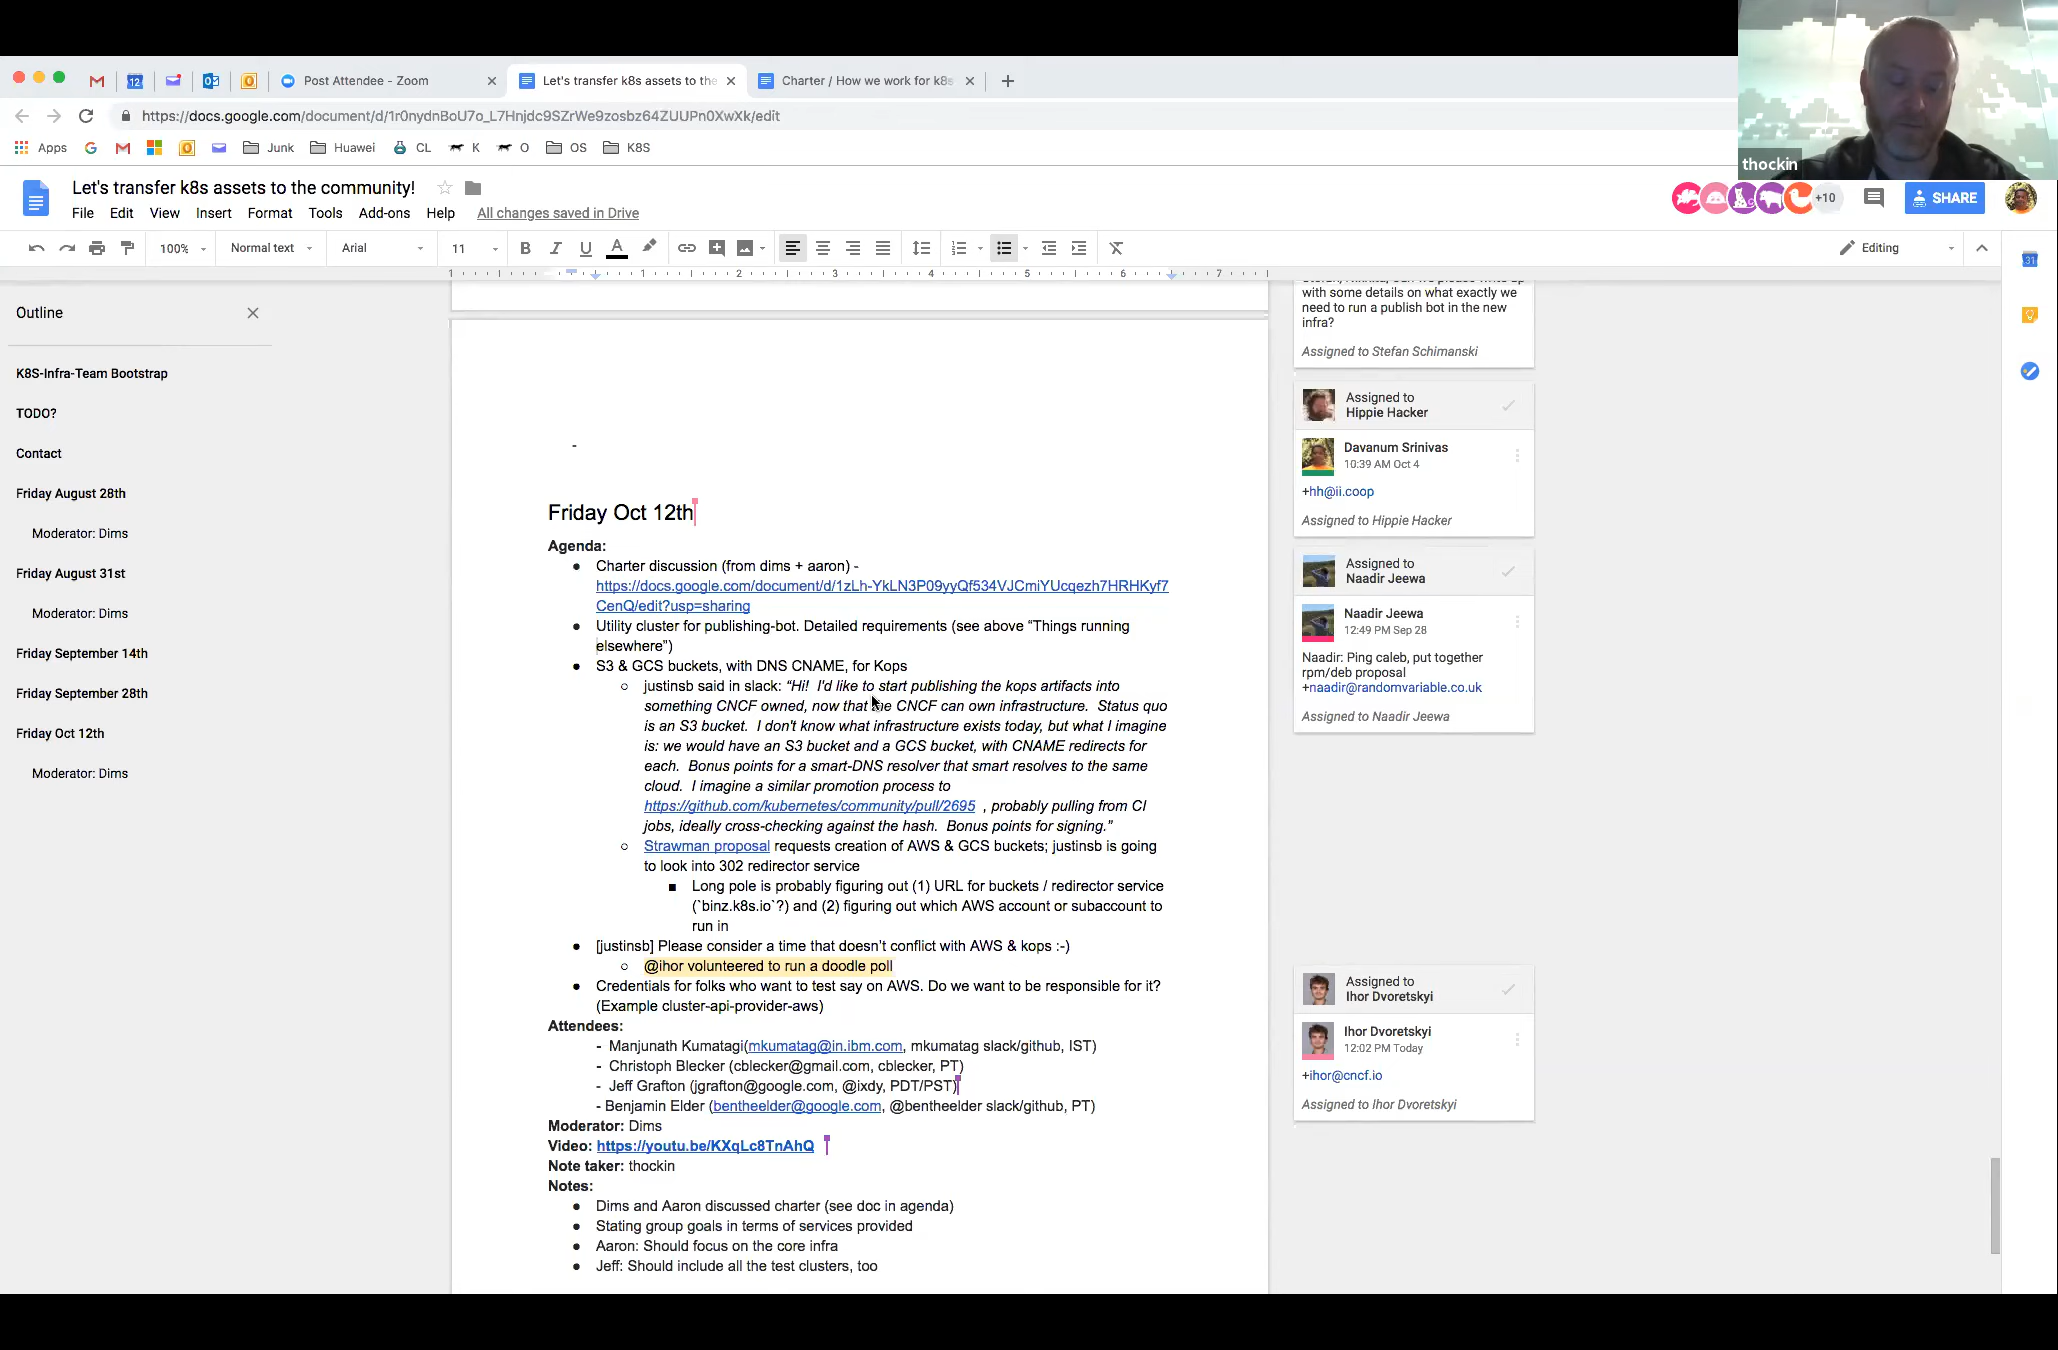 Post Attendee - Zoom
Let's transfer k8s assets to the
Charter / How we work for k8s
https://docs.google.com/document/d/1r0nydnBoU7o_L7Hnjdc9SZrWe9zosbz64ZUUPn0XwXk/edit
Apps
Junk
Huawei
CL
K
O
OS
K8S
thockin
Let's transfer k8s assets to the community!
File Edit View Insert Format Tools Add-ons Help All changes saved in Drive
+10
SHARE
100% Normal text Arial 11
B I U A
Editing
1 1 2 3 4 5 6 7
31
Outline
K8S-Infra-Team Bootstrap
TODO?
Contact
Friday August 28th
Moderator: Dims
Friday August 31st
Moderator: Dims
Friday September 14th
Friday September 28th
Friday Oct 12th
Moderator: Dims
-
Friday Oct 12th
Agenda:
● Charter discussion (from dims + aaron) -
https://docs.google.com/document/d/1zLh-YkLN3P09yyQf534VJCmiYUcqezh7HRHKyf7
CenQ/edit?usp=sharing
● Utility cluster for publishing-bot. Detailed requirements (see above “Things running
elsewhere”)
● S3 & GCS buckets, with DNS CNAME, for Kops
○ justinsb said in slack: “Hi! I'd like to start publishing the kops artifacts into
something CNCF owned, now that the CNCF can own infrastructure. Status quo
is an S3 bucket. I don't know what infrastructure exists today, but what I imagine
is: we would have an S3 bucket and a GCS bucket, with CNAME redirects for
each. Bonus points for a smart-DNS resolver that smart resolves to the same
cloud. I imagine a similar promotion process to
https://github.com/kubernetes/community/pull/2695 , probably pulling from CI
jobs, ideally cross-checking against the hash. Bonus points for signing.”
○ Strawman proposal requests creation of AWS & GCS buckets; justinsb is going
to look into 302 redirector service
■ Long pole is probably figuring out (1) URL for buckets / redirector service
(`binz.k8s.io`?) and (2) figuring out which AWS account or subaccount to
run in
● [justinsb] Please consider a time that doesn't conflict with AWS & kops :-)
○ @ihor volunteered to run a doodle poll
● Credentials for folks who want to test say on AWS. Do we want to be responsible for it?
(Example cluster-api-provider-aws)
Attendees:
- Manjunath Kumatagi(mkumatag@in.ibm.com, mkumatag slack/github, IST)
- Christoph Blecker (cblecker@gmail.com, cblecker, PT)
- Jeff Grafton (jgrafton@google.com, @ixdy, PDT/PST)
- Benjamin Elder (bentheelder@google.com, @bentheelder slack/github, PT)
Moderator: Dims
Video: https://youtu.be/KXqLc8TnAhQ
Note taker: thockin
Notes:
● Dims and Aaron discussed charter (see doc in agenda)
● Stating group goals in terms of services provided
● Aaron: Should focus on the core infra
● Jeff: Should include all the test clusters, too
with some details on what exactly we
need to run a publish bot in the new
infra?
Assigned to Stefan Schimanski
Assigned to
Hippie Hacker
Davanum Srinivas
10:39 AM Oct 4
+hh@ii.coop
Assigned to Hippie Hacker
Assigned to
Naadir Jeewa
Naadir Jeewa
12:49 PM Sep 28
Naadir: Ping caleb, put together
rpm/deb proposal
+naadir@randomvariable.co.uk
Assigned to Naadir Jeewa
Assigned to
Ihor Dvoretskyi
Ihor Dvoretskyi
12:02 PM Today
+ihor@cncf.io
Assigned to Ihor Dvoretskyi